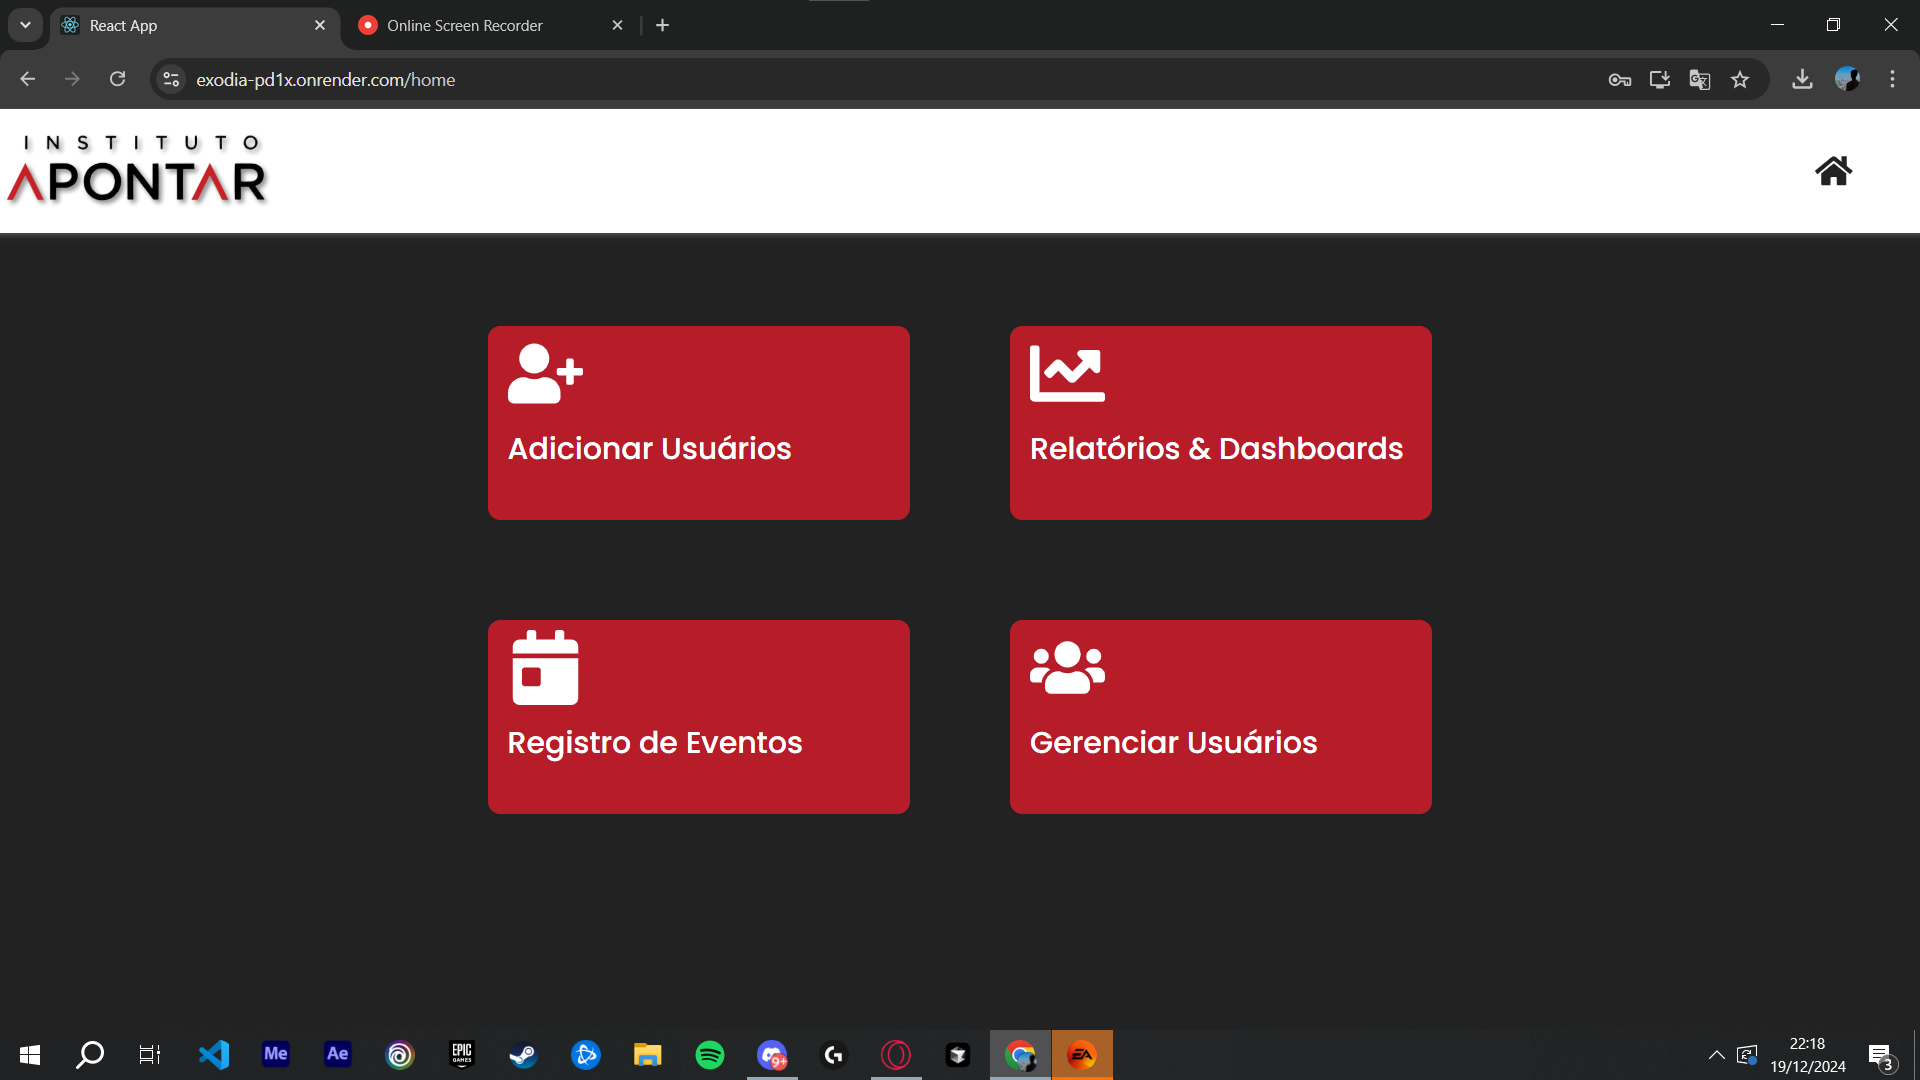 React App
Online Screen Recorder
exodia-pd1x.onrender.com/home
INSTITUTO
APONTAR
Adicionar Usuários
Relatórios & Dashboards
Registro de Eventos
Gerenciar Usuários
Me
Ae
EPIC
GAMES
9+
EA
22:18
19/12/2024
3